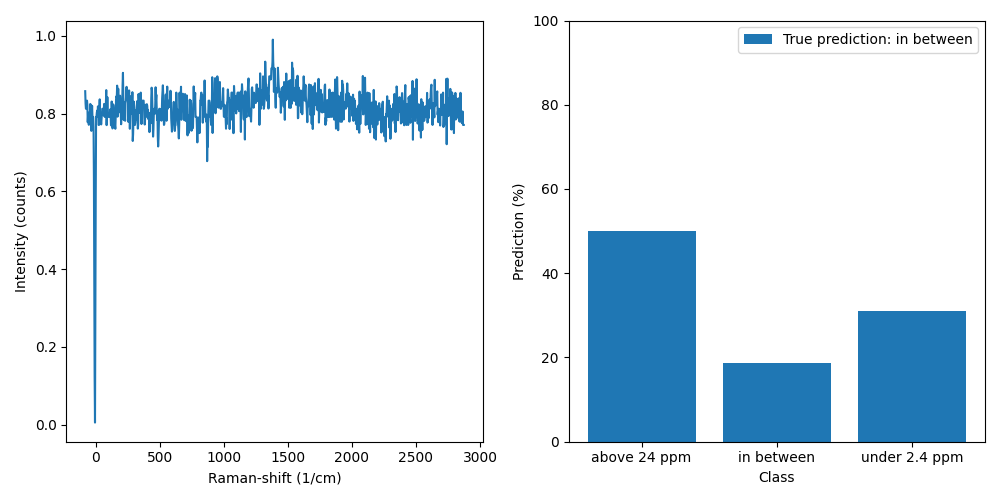 1.0
0.8
0.6
0.4
0.2
0.0
Intensity (counts)
0 500 1000 1500 2000 2500 3000
Raman-shift (1/cm)
100
80
60
40
20
0
Prediction (%)
True prediction: in between
above 24 ppm in between under 2.4 ppm
Class